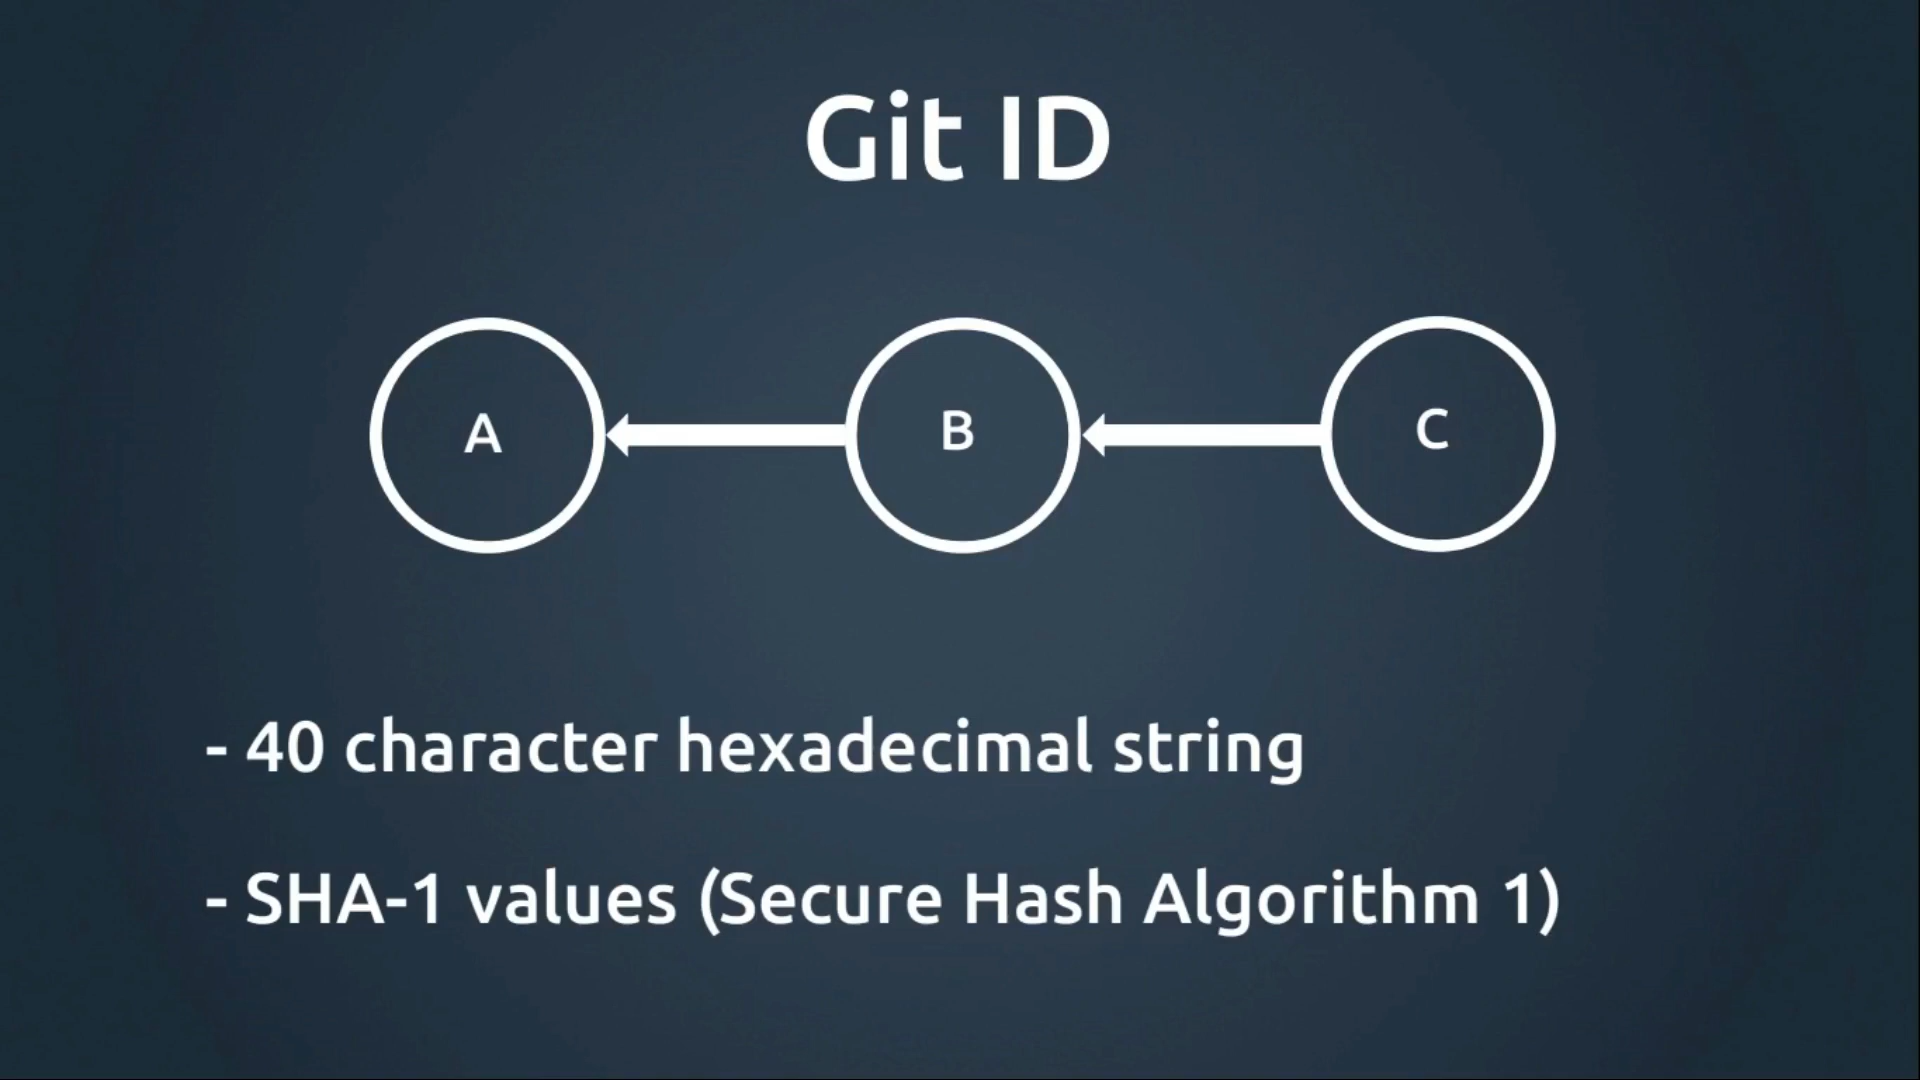 Git ID
A
B
C
- 40 character hexadecimal string
- SHA-1 values (Secure Hash Algorithm 1)